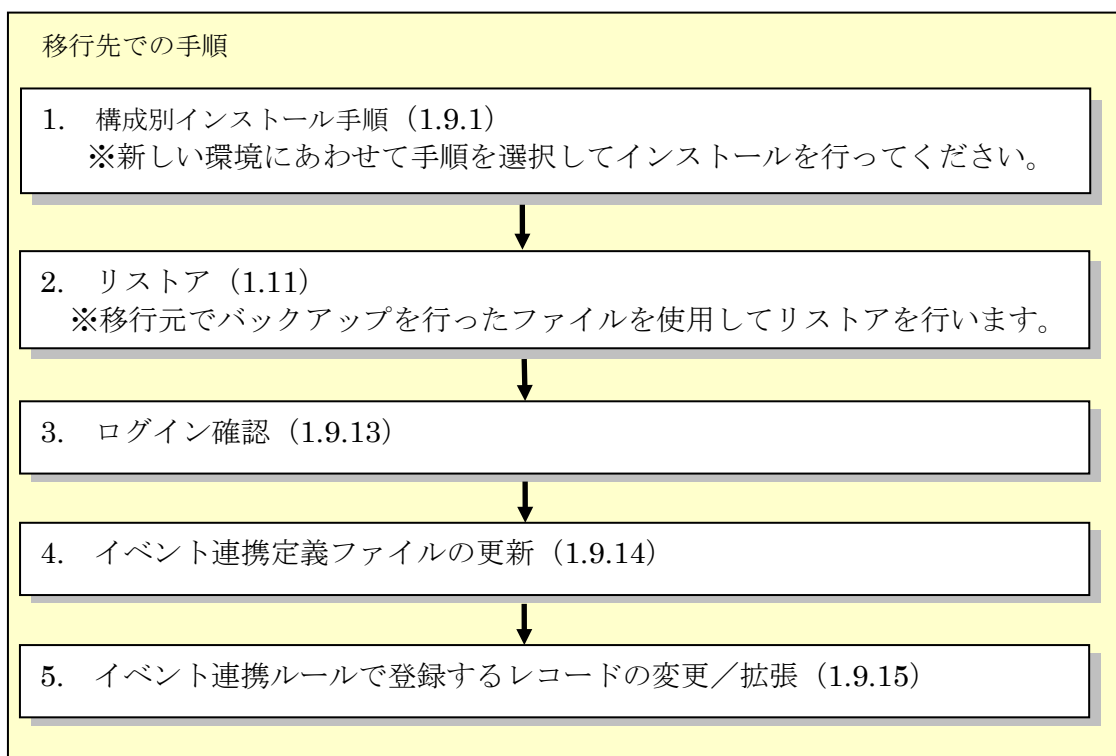 移行先での手順
1. 構成別インストール手順（1.9.1）
※新しい環境にあわせて手順を選択してインストールを行ってください。
2. リストア（1.11）
※移行元でバックアップを行ったファイルを使用してリストアを行います。
3. ログイン確認（1.9.13）
4. イベント連携定義ファイルの更新（1.9.14）
5. イベント連携ルールで登録するレコードの変更／拡張（1.9.15）